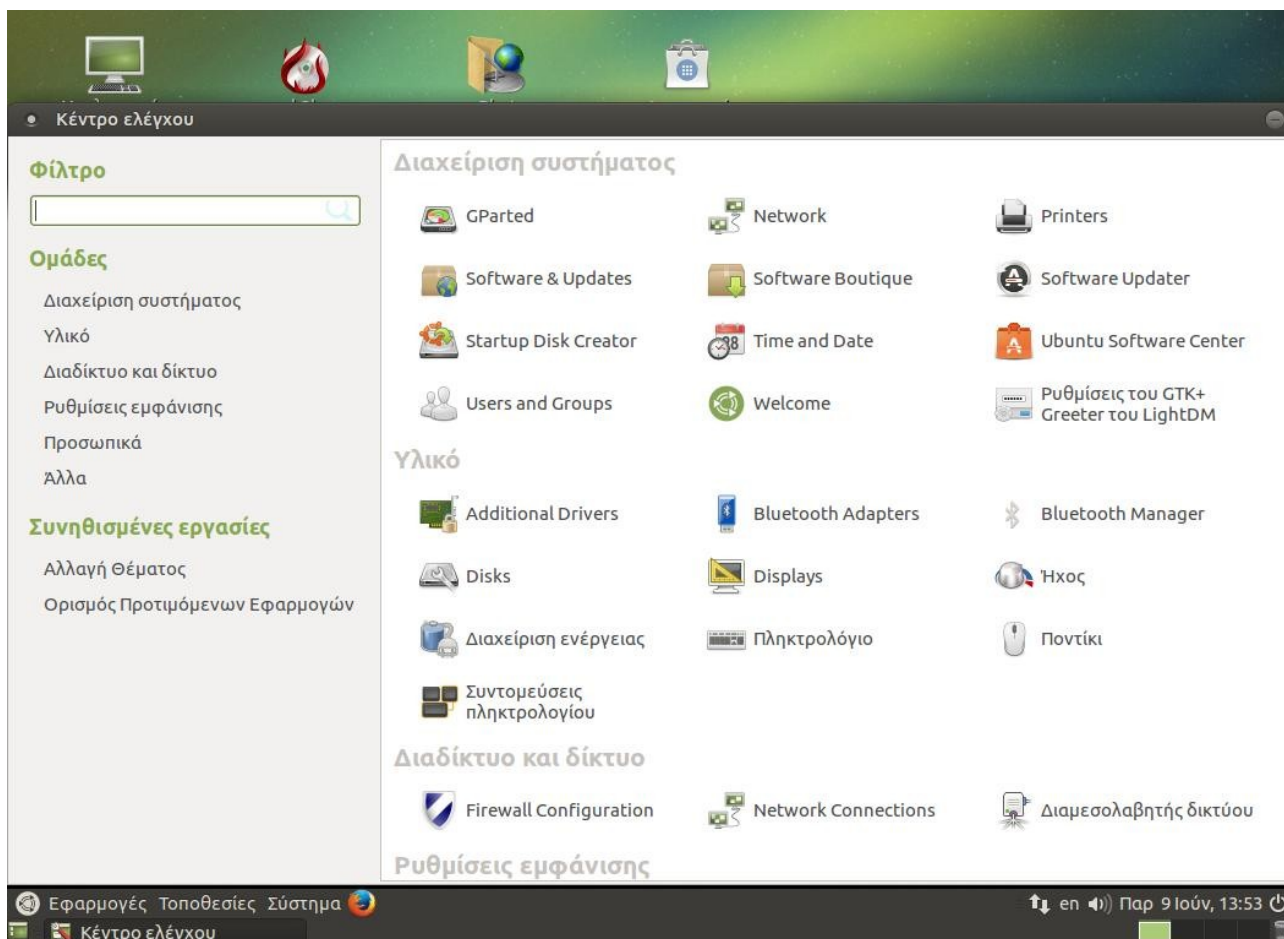 Κέντρο ελέγχου
Φίλτρο
Ομάδες
Διαχείριση συστήματος
Υλικό
Διαδίκτυο και δίκτυο
Ρυθμίσεις εμφάνισης
Προσωπικά
Άλλα
Συνηθισμένες εργασίες
Αλλαγή Θέματος
Ορισμός Προτιμόμενων Εφαρμογών
Διαχείριση συστήματος
GParted Network Printers
Software & Updates Software Boutique Software Updater
Startup Disk Creator Time and Date Ubuntu Software Center
Users and Groups Welcome Ρυθμίσεις του GTK+
Greeter του LightDM
Υλικό
Additional Drivers Bluetooth Adapters Bluetooth Manager
Disks Displays Ήχος
Διαχείριση ενέργειας Πληκτρολόγιο Ποντίκι
Συντομεύσεις
πληκτρολογίου
Διαδίκτυο και δίκτυο
Firewall Configuration Network Connections Διαμεσολαβητής δικτύου
Ρυθμίσεις εμφάνισης
Εφαρμογές Τοποθεσίες Σύστημα en Παρ 9 Ιούν, 13:53
Κέντρο ελέγχου